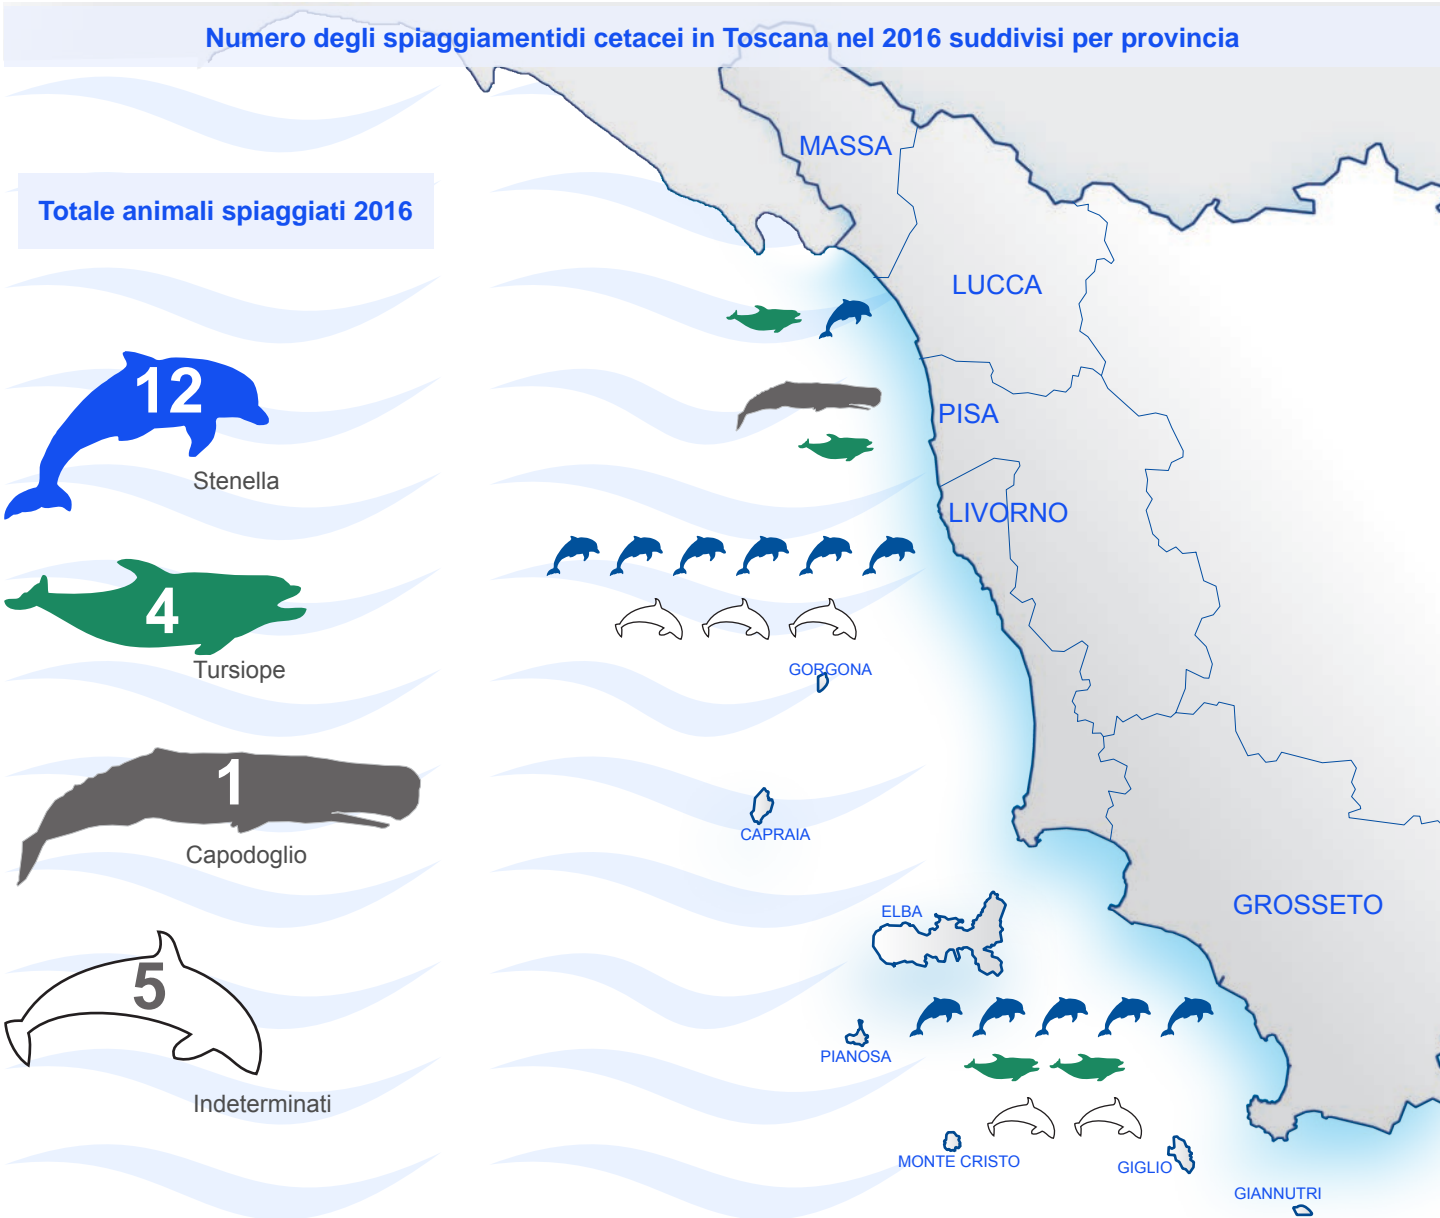 Numero degli spiaggiamentidi cetacei in Toscana nel 2016 suddivisi per provincia
Totale animali spiaggiati 2016
12
Stenella
4
Tursiope
1
Capodoglio
5
Indeterminati
MASSA
LUCCA
PISA
LIVORNO
GORGONA
CAPRAIA
ELBA
GROSSETO
PIANOSA
MONTE CRISTO
GIGLIO
GIANNUTRI